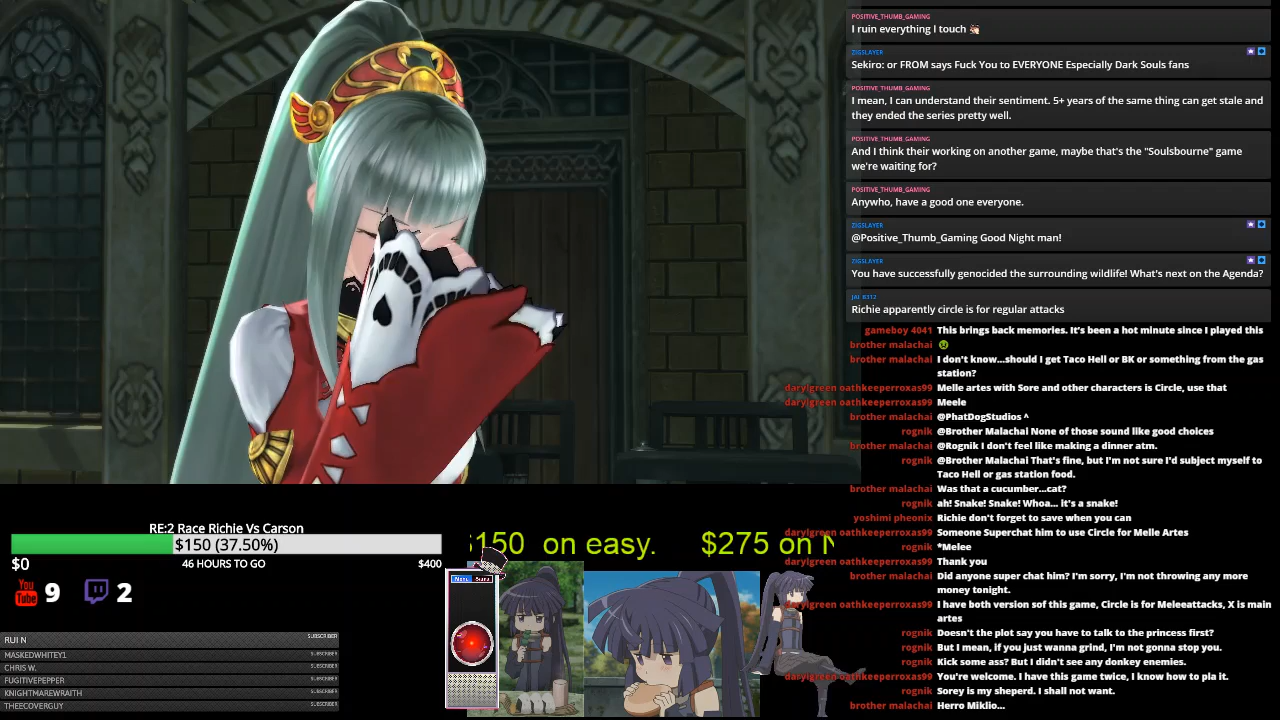 POSITIVE_THUMB_GAMING
I ruin everything I touch
ZIGSLAYER
Sekiro: or FROM says Fuck You to EVERYONE Especially Dark Souls fans
POSITIVE_THUMB_GAMING
I mean, I can understand their sentiment. 5+ years of the same thing can get stale and
they ended the series pretty well.
POSITIVE_THUMB_GAMING
And I think their working on another game, maybe that's the "Soulsbourne" game
we're waiting for?
POSITIVE_THUMB_GAMING
Anywho, have a good one everyone.
ZIGSLAYER
@Positive_Thumb_Gaming Good Night man!
ZIGSLAYER
You have successfully genocided the surrounding wildlife! What's next on the Agenda?
JAI_8312
Richie apparently circle is for regular attacks
gameboy 4041 This brings back memories. It's been a hot minute since I played this
brother malachai
brother malachai I don't know...should I get Taco Hell or BK or something from the gas
station?
darylgreen oathkeeperroxas99 Melle artes with Sore and other characters is Circle, use that
darylgreen oathkeeperroxas99 Meele
brother malachai @PhatDogStudios ^
rognik @Brother Malachai None of those sound like good choices
brother malachai @Rognik I don't feel like making a dinner atm.
rognik @Brother Malachai That's fine, but I'm not sure I'd subject myself to
Taco Hell or gas station food.
brother malachai Was that a cucumber...cat?
rognik ah! Snake! Snake! Whoa... it's a snake!
yoshimi pheonix Richie don't forget to save when you can
darylgreen oathkeeperroxas99 Someone Superchat him to use Circle for Melle Artes
rognik *Melee
darylgreen oathkeeperroxas99 Thank you
brother malachai Did anyone super chat him? I'm sorry, I'm not throwing any more
money tonight.
darylgreen oathkeeperroxas99 I have both version sof this game, Circle is for Meleeattacks, X is main
artes
rognik Doesn't the plot say you have to talk to the princess first?
rognik But I mean, if you just wanna grind, I'm not gonna stop you.
rognik Kick some ass? But I didn't see any donkey enemies.
darylgreen oathkeeperroxas99 You're welcome. I have this game twice, I know how to pla it.
rognik Sorey is my sheperd. I shall not want.
brother malachai Herro Miklio...
RE:2 Race Richie Vs Carson
$150 (37.50%)
$0 46 HOURS TO GO $400
$150 on easy. $275 on N
You Tube 9 2
RUI N SUBSCRIBER
MASKEDWHITEY1 SUBSCRIBER
CHRIS W. SUBSCRIBER
FUGITIVEPEPPER SUBSCRIBER
KNIGHTMAREWRAITH SUBSCRIBER
THEECOVERGUY SUBSCRIBER